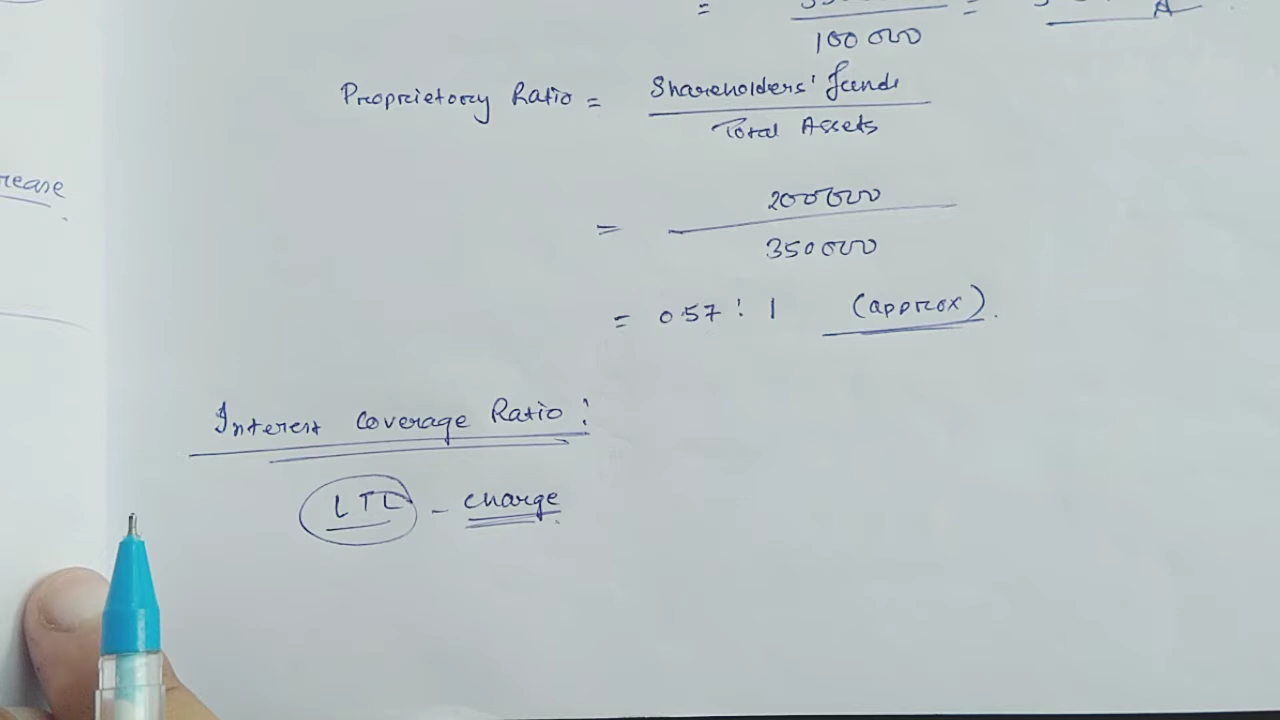 =
=
100000
Proprietory Ratio = Shareholders' funds
Total Assets
= 200000
350000
= 0.57 : 1 (approx).
rease
Interest Coverage Ratio :
LTL - charge